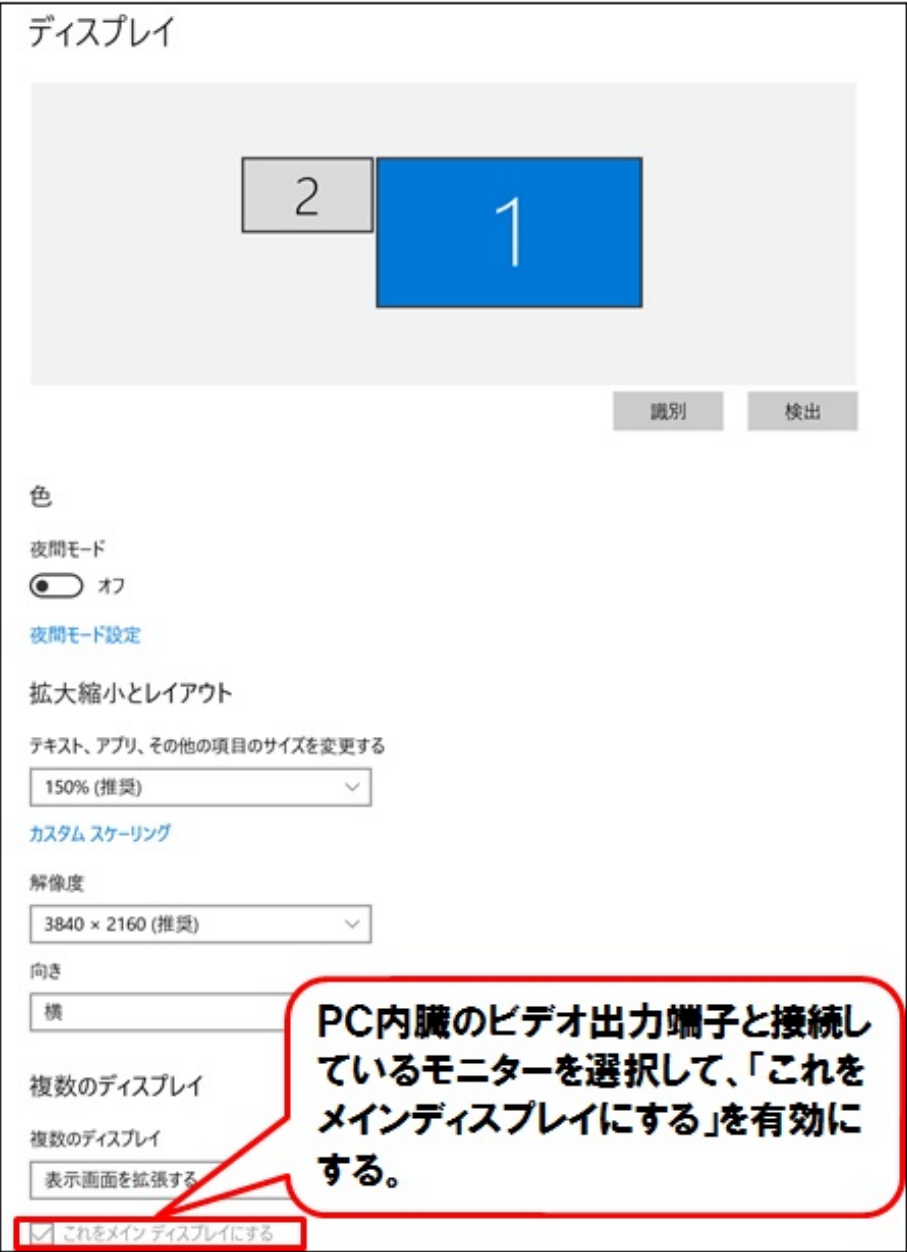 ディスプレイ
2
1
識別
検出
色
夜間モード
オフ
夜間モード設定
拡大縮小とレイアウト
テキスト、アプリ、その他の項目のサイズを変更する
150% (推奨)
カスタム スケーリング
解像度
3840 × 2160 (推奨)
向き
横
PC内臓のビデオ出力端子と接続し
ているモニターを選択して、「これを
メインディスプレイにする」を有効に
する。
複数のディスプレイ
複数のディスプレイ
表示画面を拡張する
これをメイン ディスプレイにする